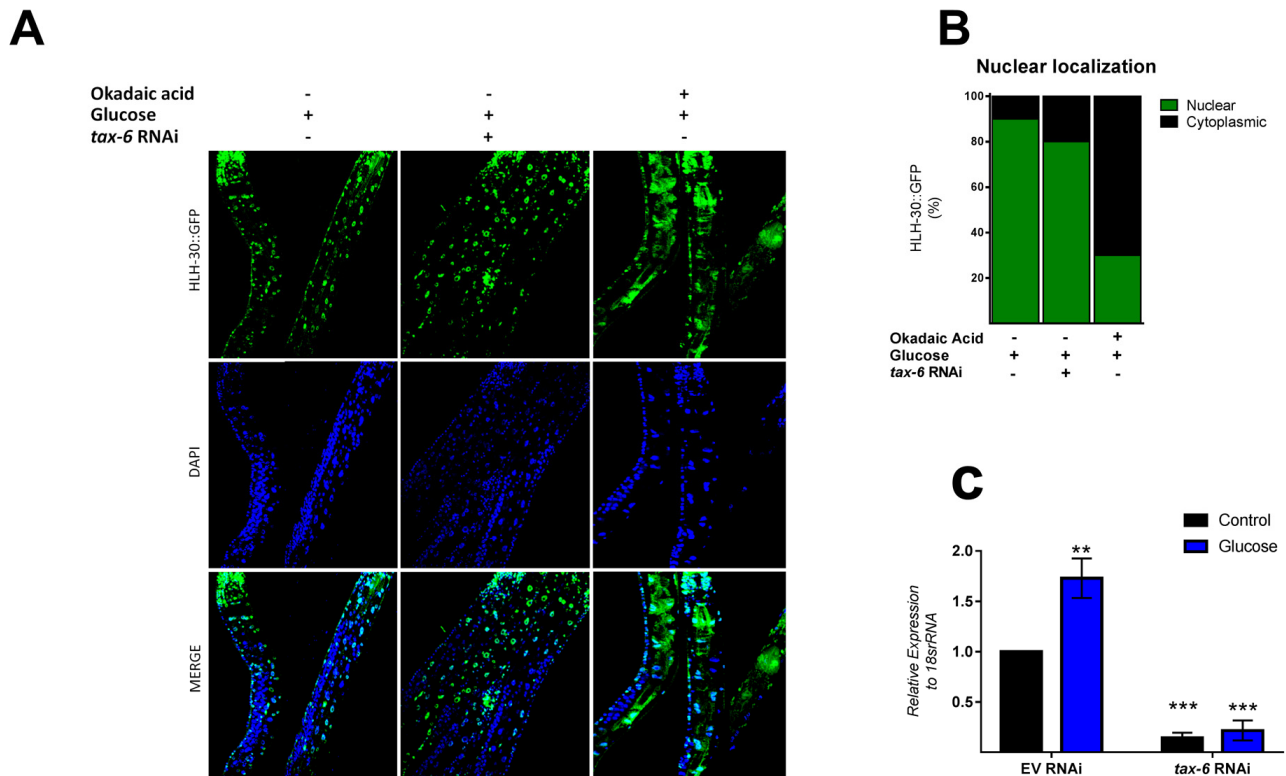 A
Okadaic acid - - +
Glucose + + +
tax-6 RNAi - + -
HLH-30::GFP
DAPI
MERGE
B
Nuclear localization
100
80
60
40
20
HLH-30::GFP
(%)
Nuclear
Cytoplasmic
Okadaic Acid - - +
Glucose + + +
tax-6 RNAi - + -
C
Control
Glucose
2.0
1.5
1.0
0.5
Relative Expression
to 18srRNA
**
*** ***
EV RNAi tax-6 RNAi